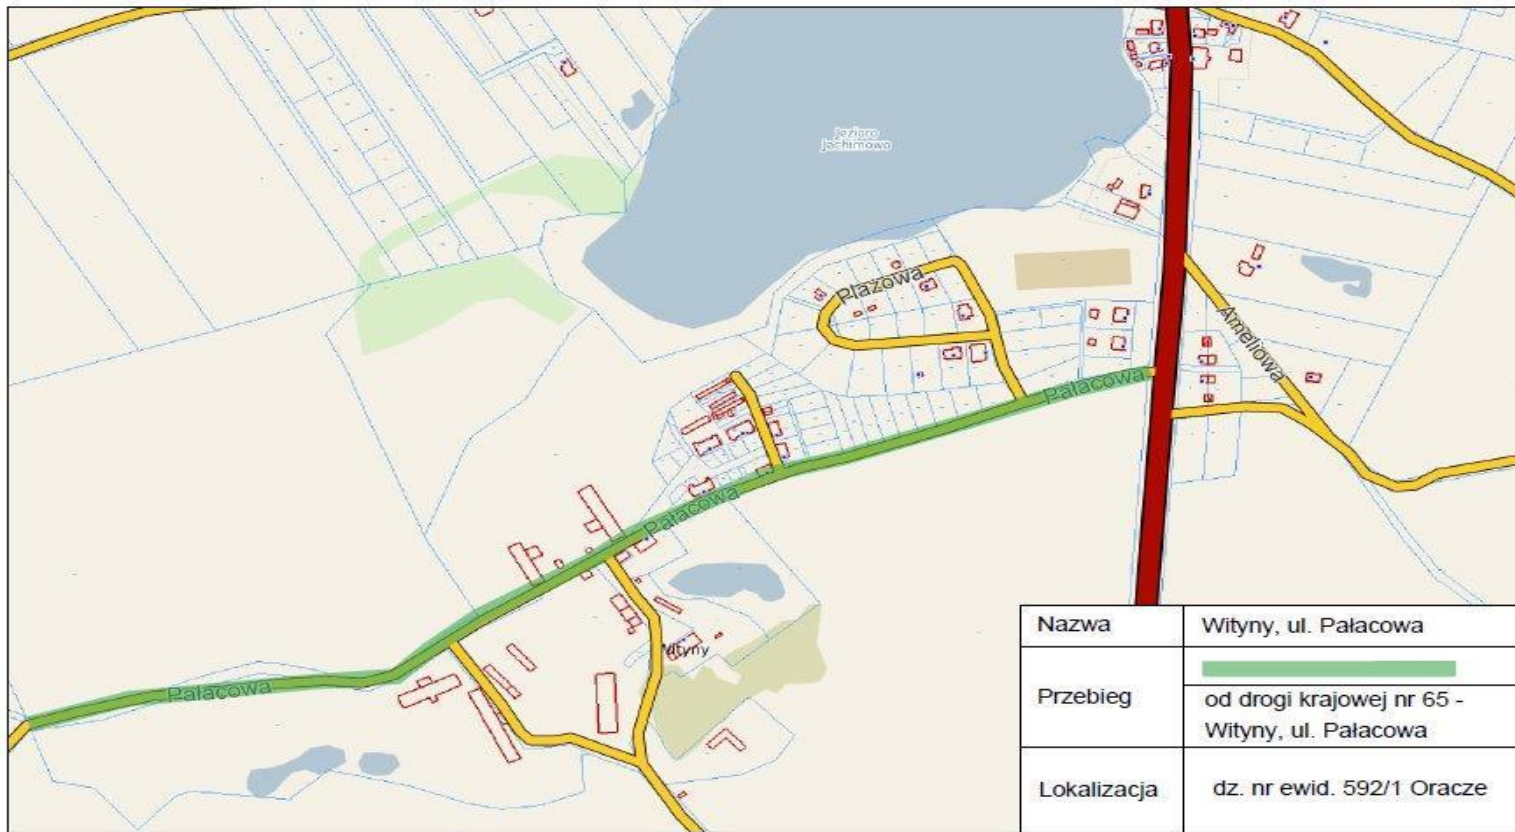 Jezioro
Jachimowo
Plażowa
Ameliowa
Pałacowa
Pałacowa
Wityny
Pałacowa
Nazwa
Wityny, ul. Pałacowa
Przebieg
od drogi krajowej nr 65 -
Wityny, ul. Pałacowa
Lokalizacja
dz. nr ewid. 592/1 Oracze